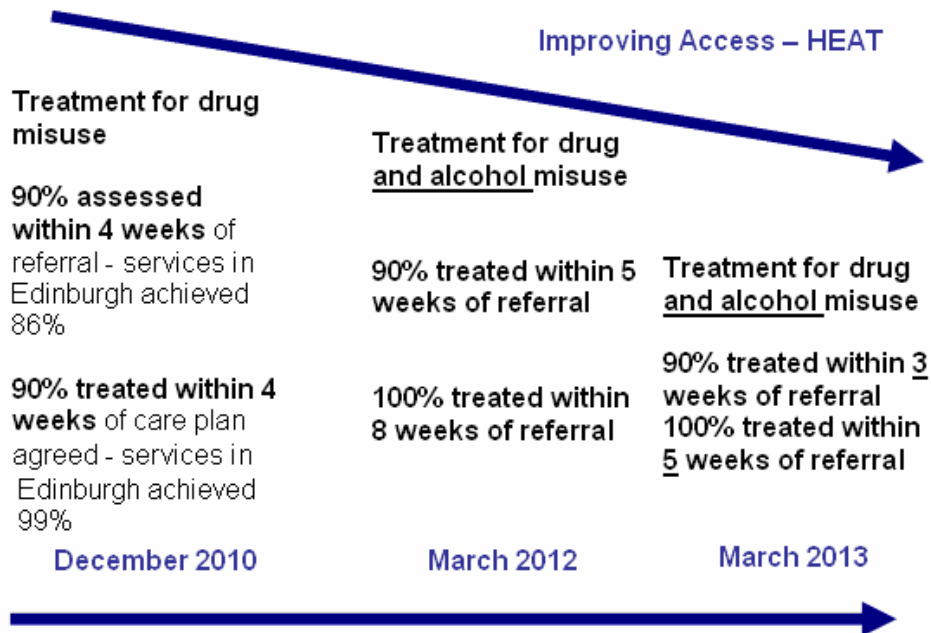 Improving Access – HEAT
Treatment for drug
misuse
90% assessed
within 4 weeks of
referral - services in
Edinburgh achieved
86%
90% treated within 4
weeks of care plan
agreed - services in
Edinburgh achieved
99%
December 2010
Treatment for drug
and alcohol misuse
90% treated within 5
weeks of referral
100% treated within
8 weeks of referral
March 2012
Treatment for drug
and alcohol misuse
90% treated within 3
weeks of referral
100% treated within
5 weeks of referral
March 2013